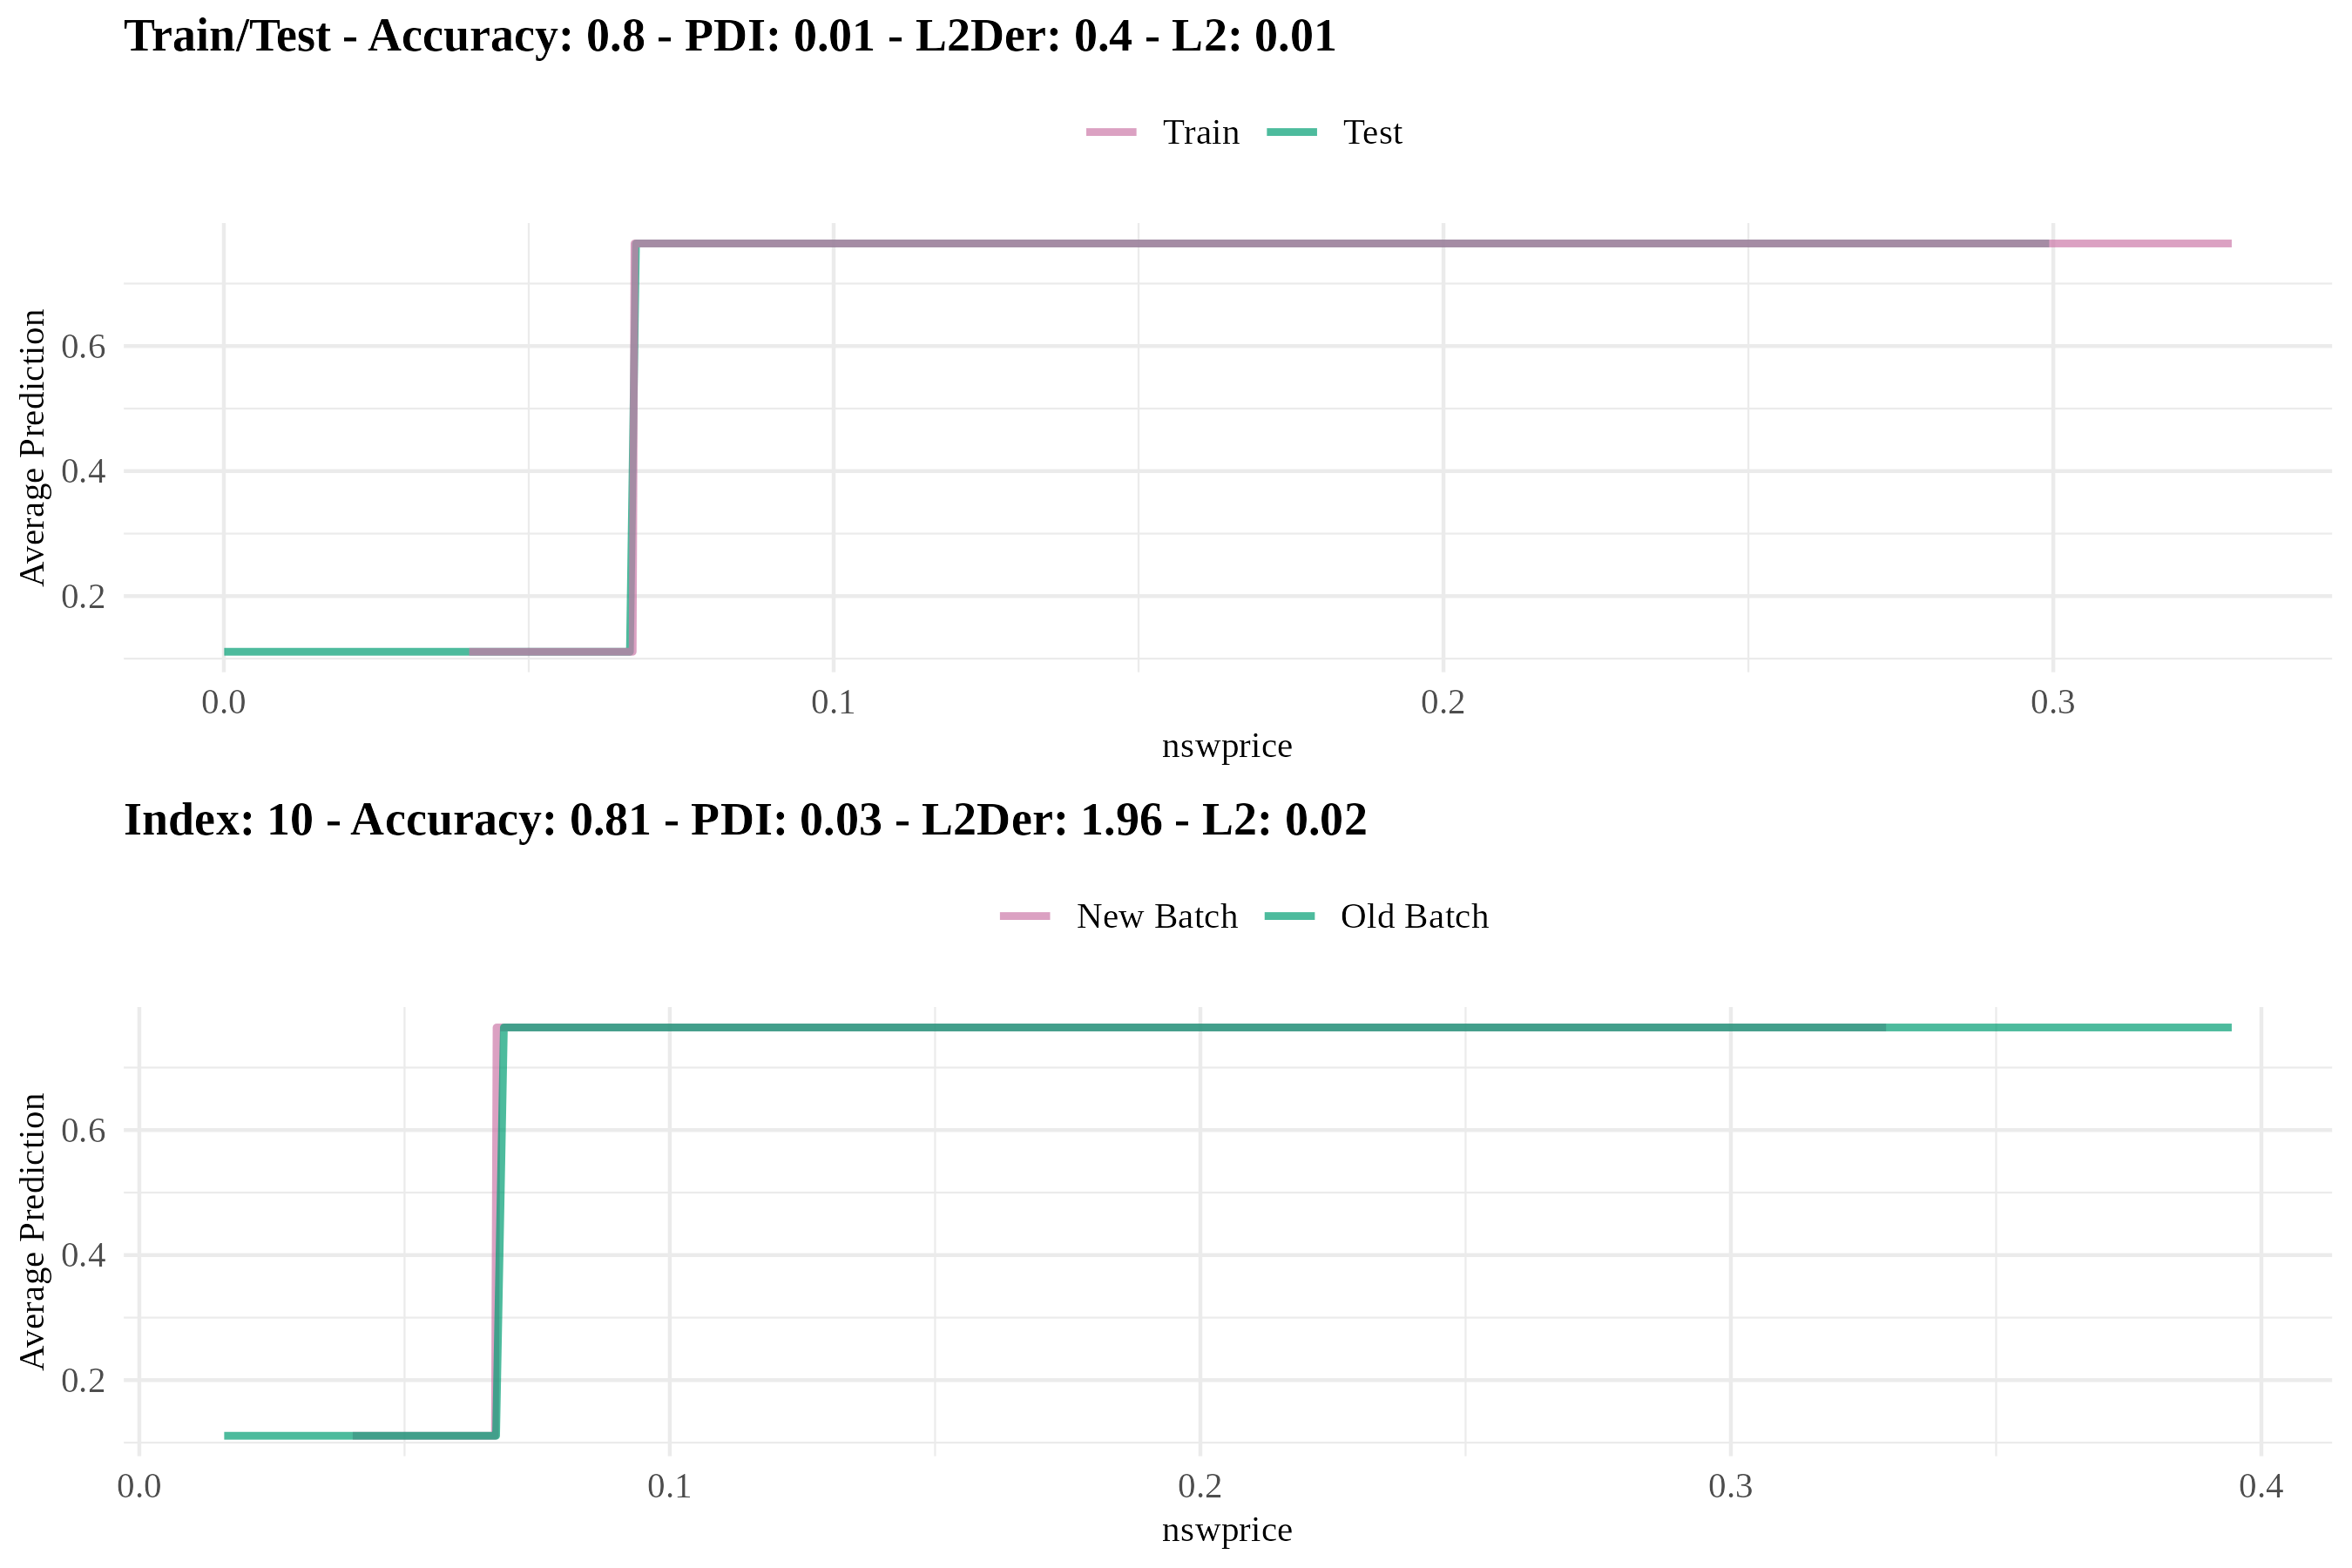 Train/Test - Accuracy: 0.8 - PDI: 0.01 - L2Der: 0.4 - L2: 0.01
Train Test
Average Prediction
0.6
0.4
0.2
0.0 0.1 0.2 0.3
nswprice
Index: 10 - Accuracy: 0.81 - PDI: 0.03 - L2Der: 1.96 - L2: 0.02
New Batch Old Batch
Average Prediction
0.6
0.4
0.2
0.0 0.1 0.2 0.3 0.4
nswprice